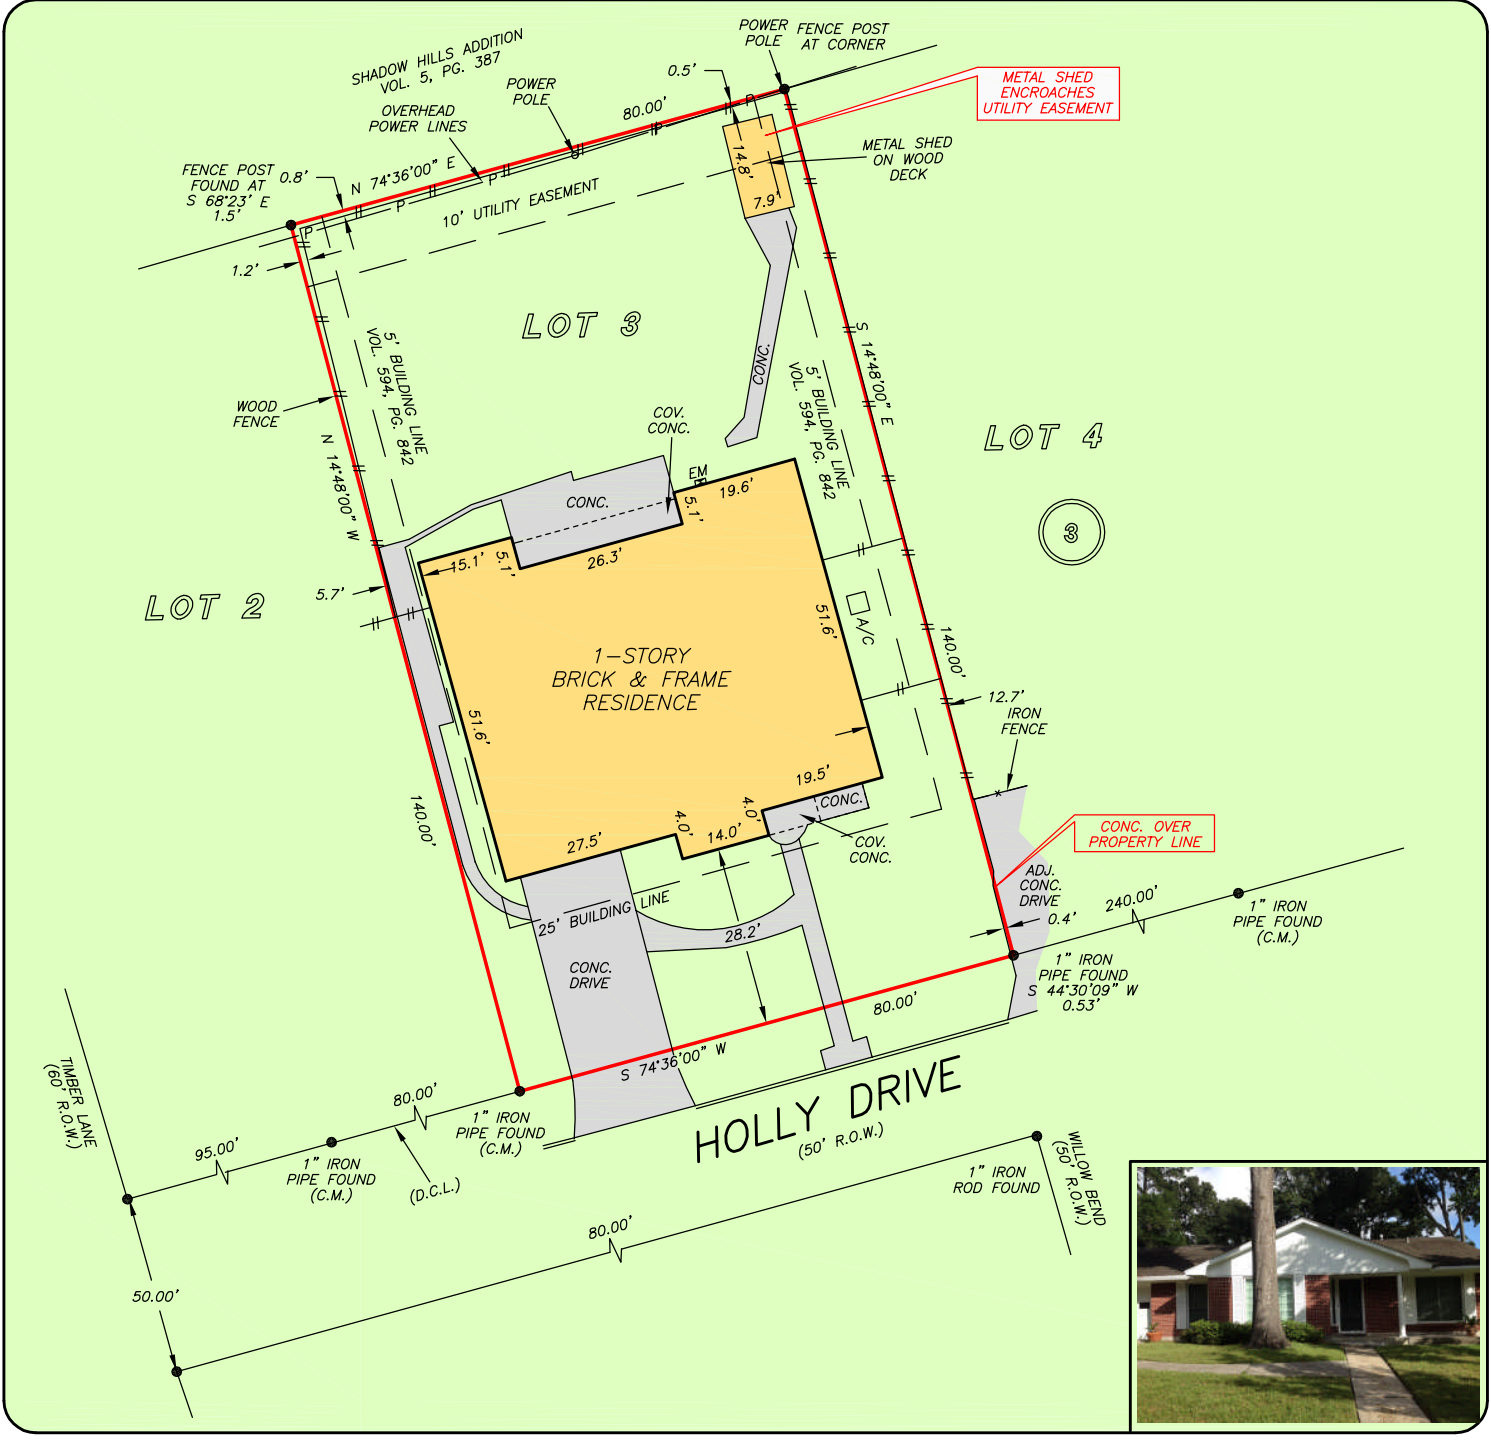 SHADOW HILLS ADDITION
VOL. 5, PG. 387
POWER
POLE
FENCE POST
AT CORNER
0.5'
METAL SHED
ENCROACHES
UTILITY EASEMENT
POWER
POLE
80.00'
OVERHEAD
POWER LINES
METAL SHED
ON WOOD
DECK
FENCE POST
FOUND AT
S 68°23' E
1.5'
0.8'
N 74°36'00" E
P
P
P
P
P
10' UTILITY EASEMENT
14.8'
7.9'
1.2'
LOT 3
5' BUILDING LINE
VOL. 594, PG. 842
CONC.
5' BUILDING LINE
VOL. 594, PG. 842
S 14°48'00" E
WOOD
FENCE
N 14°48'00" W
COV.
CONC.
LOT 4
EM
19.6'
5.1'
CONC.
3
15.1'
5.1'
26.3'
LOT 2
5.7'
51.6'
A/C
1-STORY
BRICK & FRAME
RESIDENCE
140.00'
12.7'
IRON
FENCE
51.6'
19.5'
CONC.
140.00'
4.0'
4.0'
14.0'
27.5'
COV.
CONC.
CONC. OVER
PROPERTY LINE
ADJ.
CONC.
DRIVE
25' BUILDING LINE
28.2'
0.4'
240.00'
1" IRON
PIPE FOUND
(C.M.)
CONC.
DRIVE
1" IRON
PIPE FOUND
S 44°30'09" W
0.53'
80.00'
S 74°36'00" W
TIMBER LANE
(60' R.O.W.)
80.00'
1" IRON
PIPE FOUND
(C.M.)
HOLLY DRIVE
(50' R.O.W.)
95.00'
1" IRON
PIPE FOUND
(C.M.)
(D.C.L.)
1" IRON
ROD FOUND
WILLOW BEND
(50' R.O.W.)
80.00'
50.00'